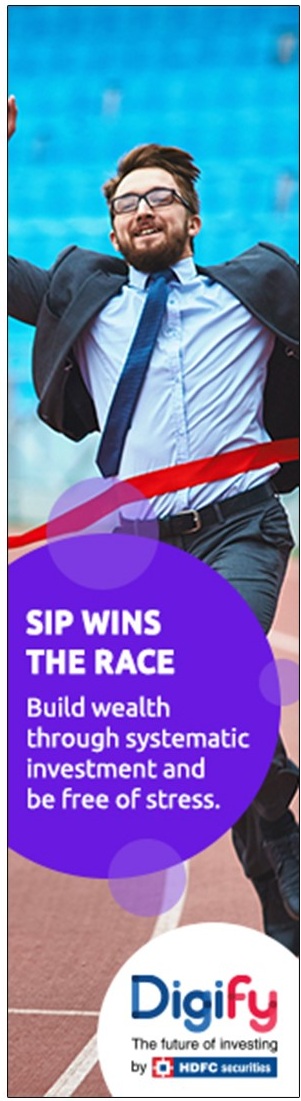 SIP WINS
THE RACE
Build wealth
through systematic
investment and
be free of stress.
Digify
The future of investing
by HDFC securities